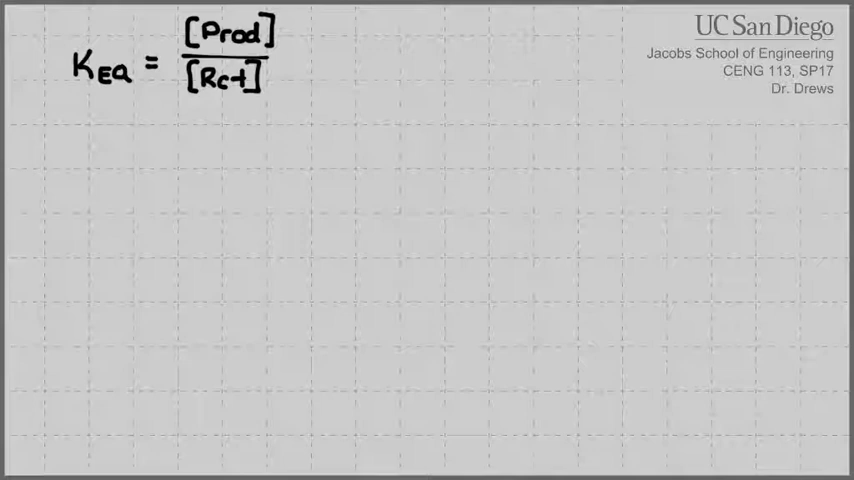 K_EQ = [Prod] / [Rct]
UC San Diego
Jacobs School of Engineering
CENG 113, SP17
Dr. Drews